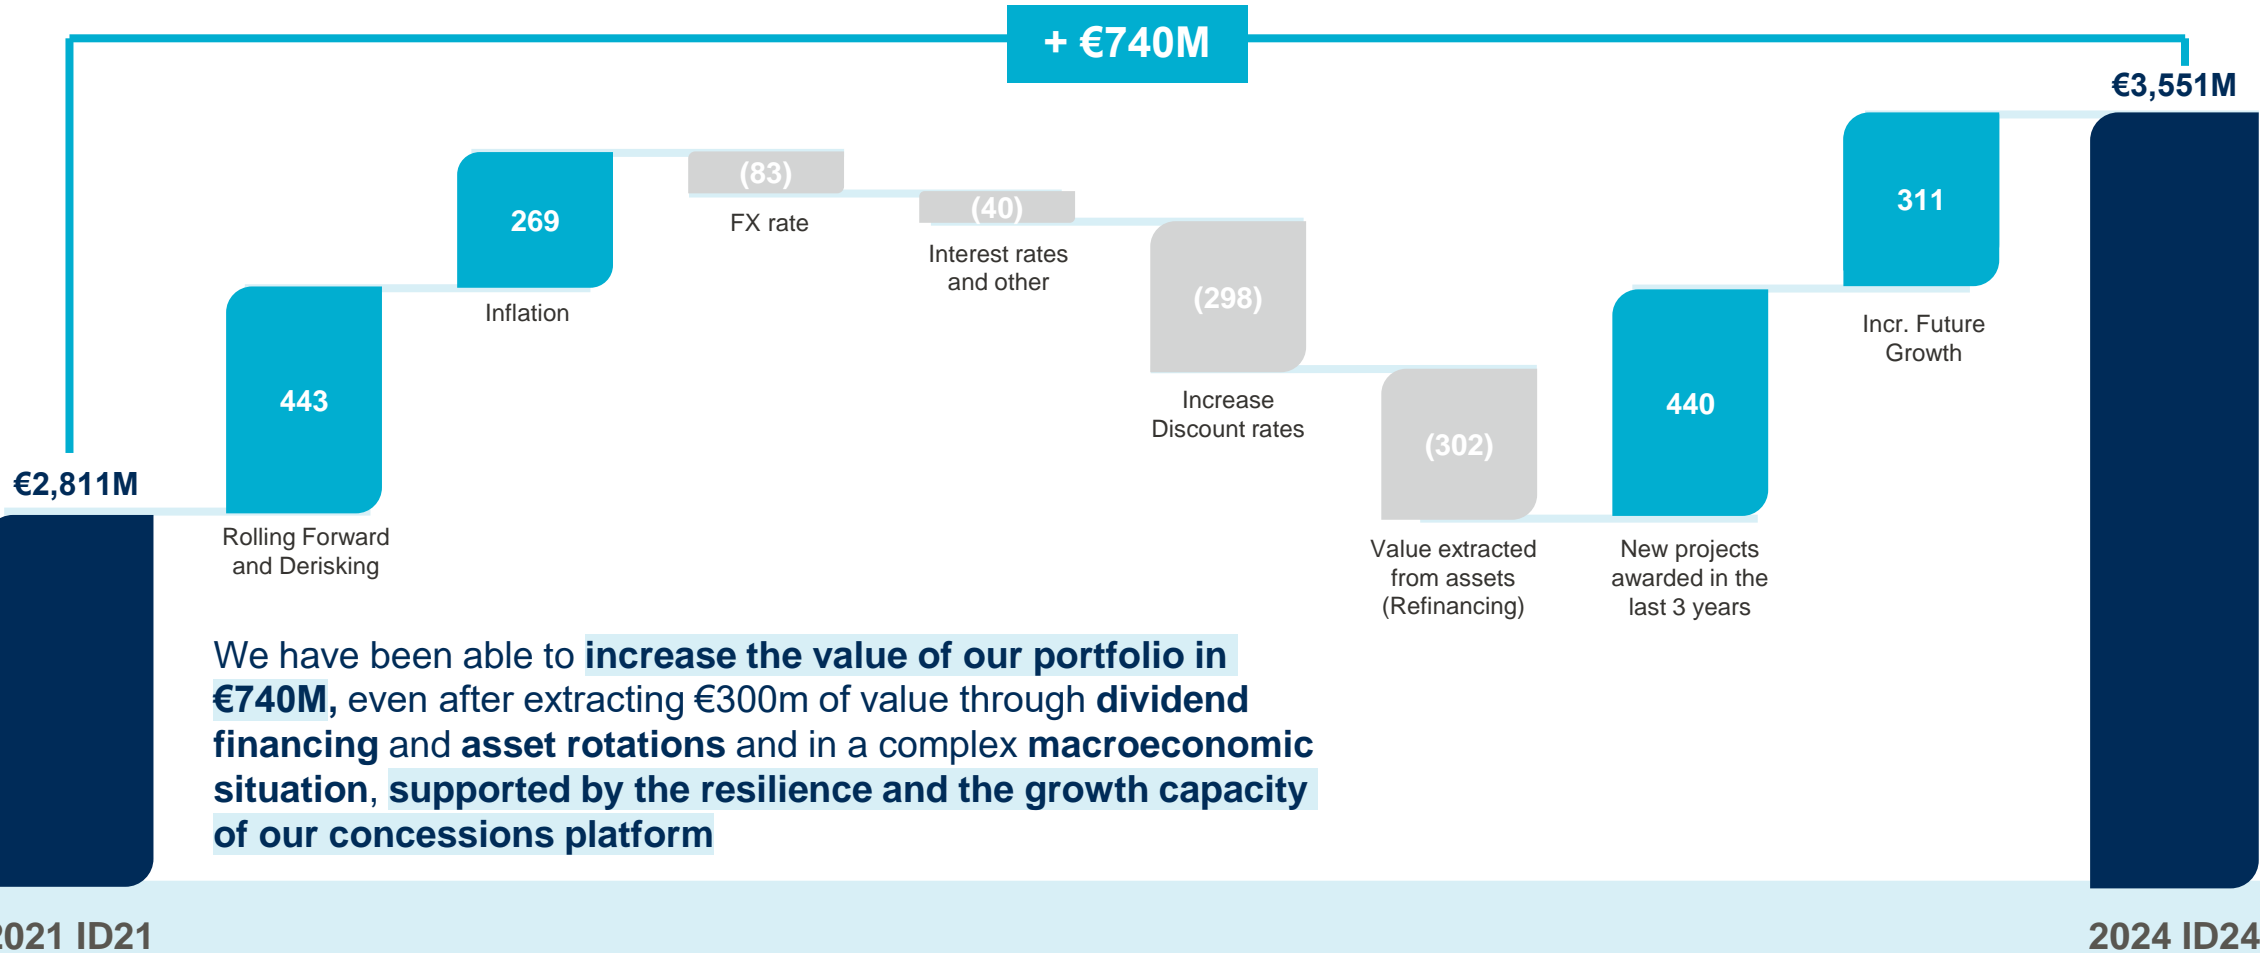 + €740M
€3,551M
(83)
FX rate
(40)
Interest rates
and other
269
Inflation
311
Incr. Future
Growth
(298)
Increase
Discount rates
443
Rolling Forward
and Derisking
(302)
Value extracted
from assets
(Refinancing)
440
New projects
awarded in the
last 3 years
€2,811M
We have been able to increase the value of our portfolio in
€740M, even after extracting €300m of value through dividend
financing and asset rotations and in a complex macroeconomic
situation, supported by the resilience and the growth capacity
of our concessions platform
2021 ID21
2024 ID24